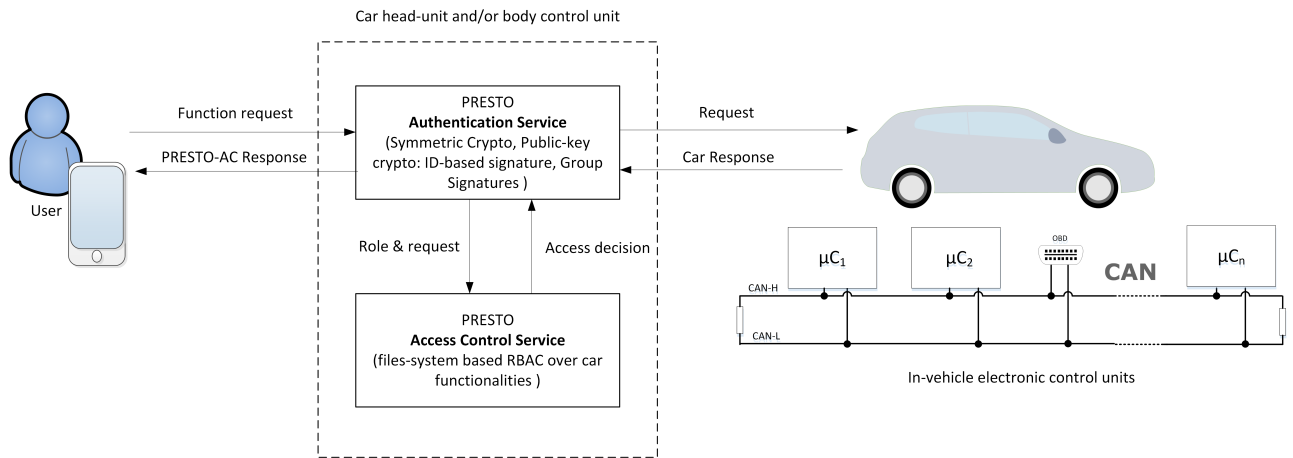 Car head-unit and/or body control unit
Function request
PRESTO-AC Response
User
PRESTO
Authentication Service
(Symmetric Crypto, Public-key
crypto: ID-based signature, Group
Signatures )
Role & request
Access decision
PRESTO
Access Control Service
(files-system based RBAC over car
functionalities )
Request
Car Response
µC1
µC2
OBD
CAN
µCn
CAN-H
CAN-L
In-vehicle electronic control units